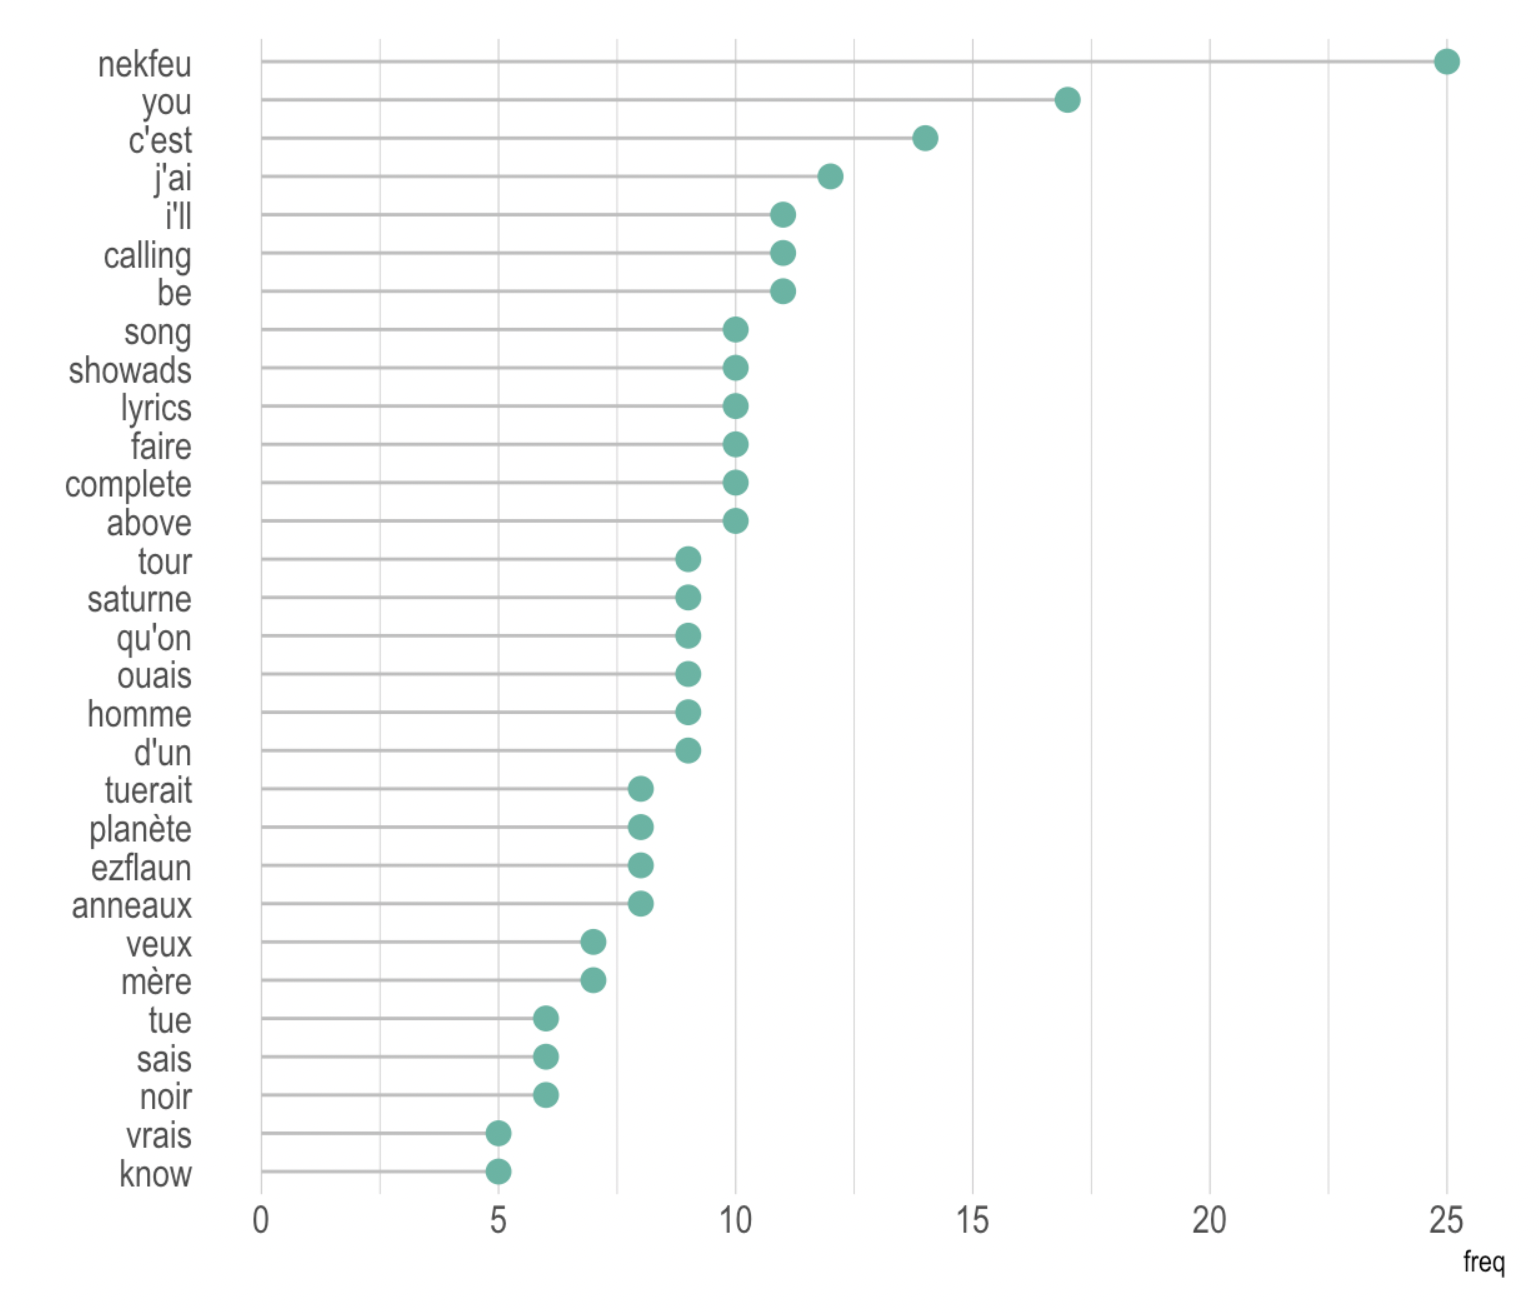 nekfeu
you
c'est
j'ai
i'll
calling
be
song
showads
lyrics
faire
complete
above
tour
saturne
qu'on
ouais
homme
d'un
tuerait
planète
ezflaun
anneaux
veux
mère
tue
sais
noir
vrais
know
0 5 10 15 20 25
freq